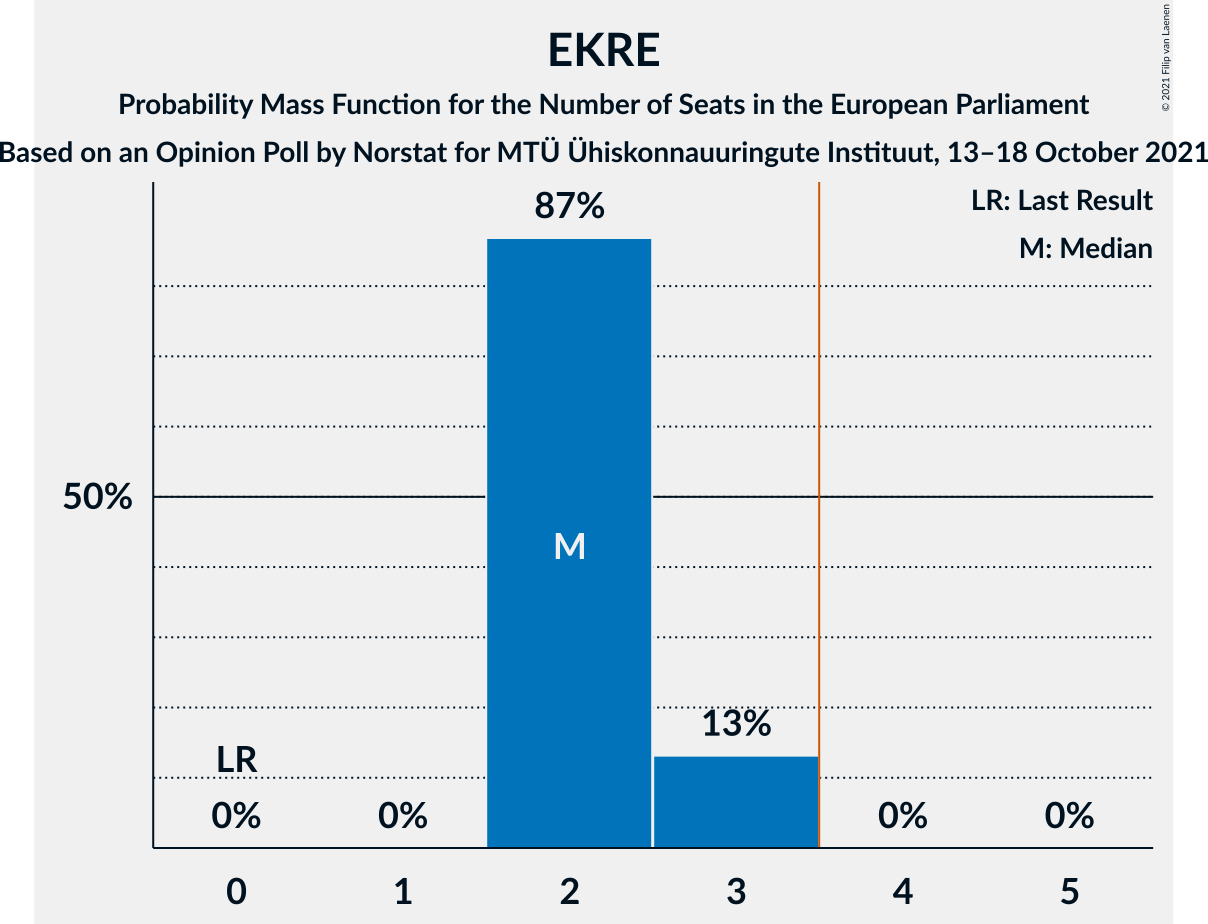 EKRE
Probability Mass Function for the Number of Seats in the European Parliament
Based on an Opinion Poll by Norstat for MTÜ Ühiskonnauuringute Instituut, 13–18 October 2021
© 2021 Filip van Laenen
LR: Last Result
M: Median
87%
50%
M
13%
LR
0% 0% 0% 0%
0 1 2 3 4 5